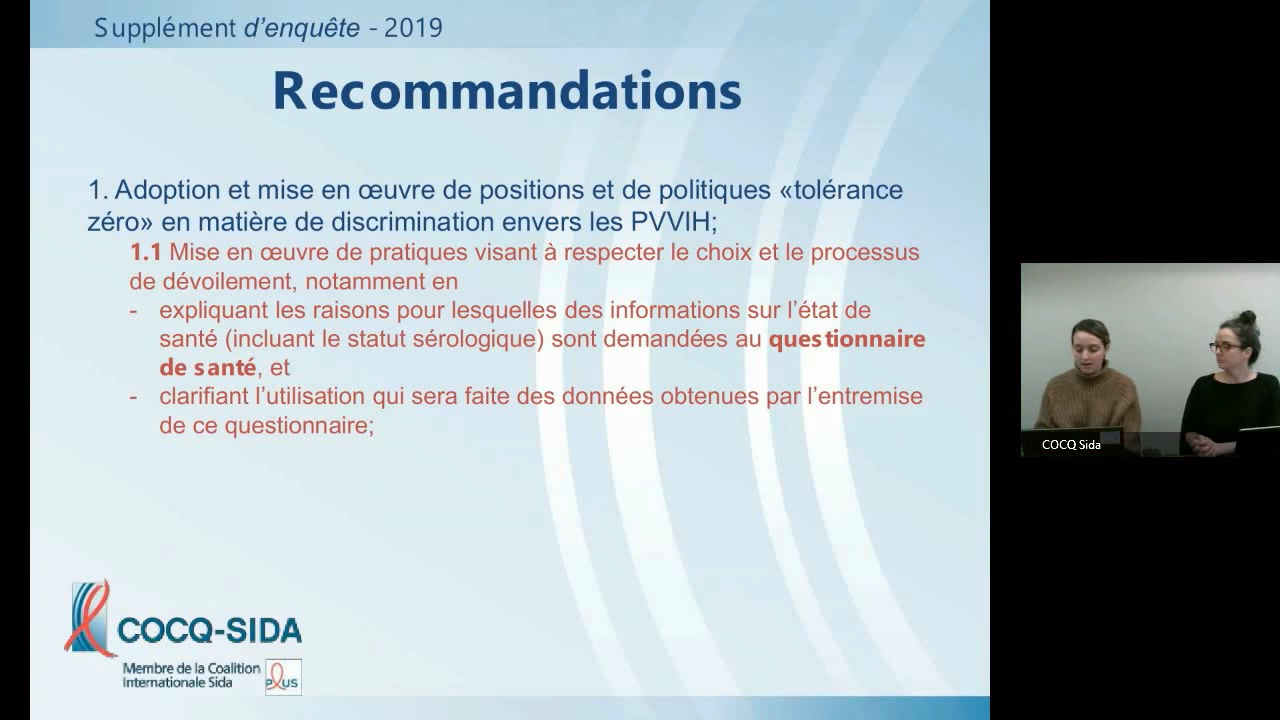 Supplément d’enquête - 2019
Recommandations
1. Adoption et mise en œuvre de positions et de politiques «tolérance
zéro» en matière de discrimination envers les PVVIH;
1.1 Mise en œuvre de pratiques visant à respecter le choix et le processus
de dévoilement, notamment en
- expliquant les raisons pour lesquelles des informations sur l’état de
santé (incluant le statut sérologique) sont demandées au questionnaire
de santé, et
- clarifiant l’utilisation qui sera faite des données obtenues par l’entremise
de ce questionnaire;
COCQ-SIDA
Membre de la Coalition
Internationale Sida
PLUS
COCQ Sida